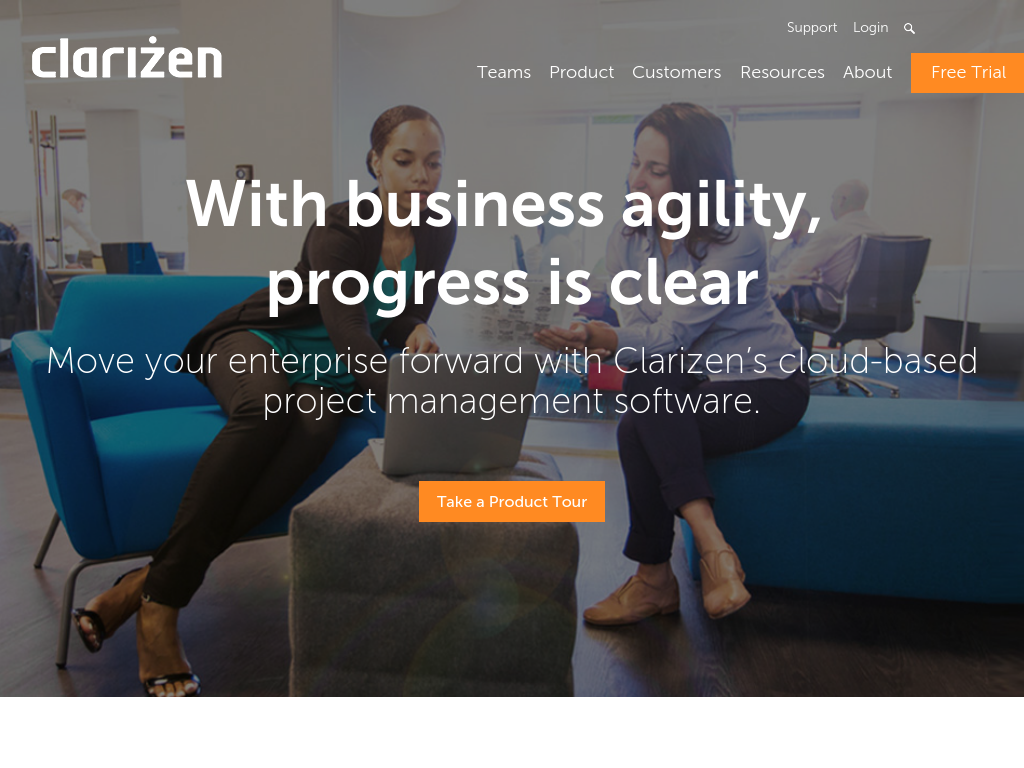 Support Login
clarizen
Teams Product Customers Resources About Free Trial
With business agility,
progress is clear
Move your enterprise forward with Clarizen’s cloud-based
project management software.
Take a Product Tour